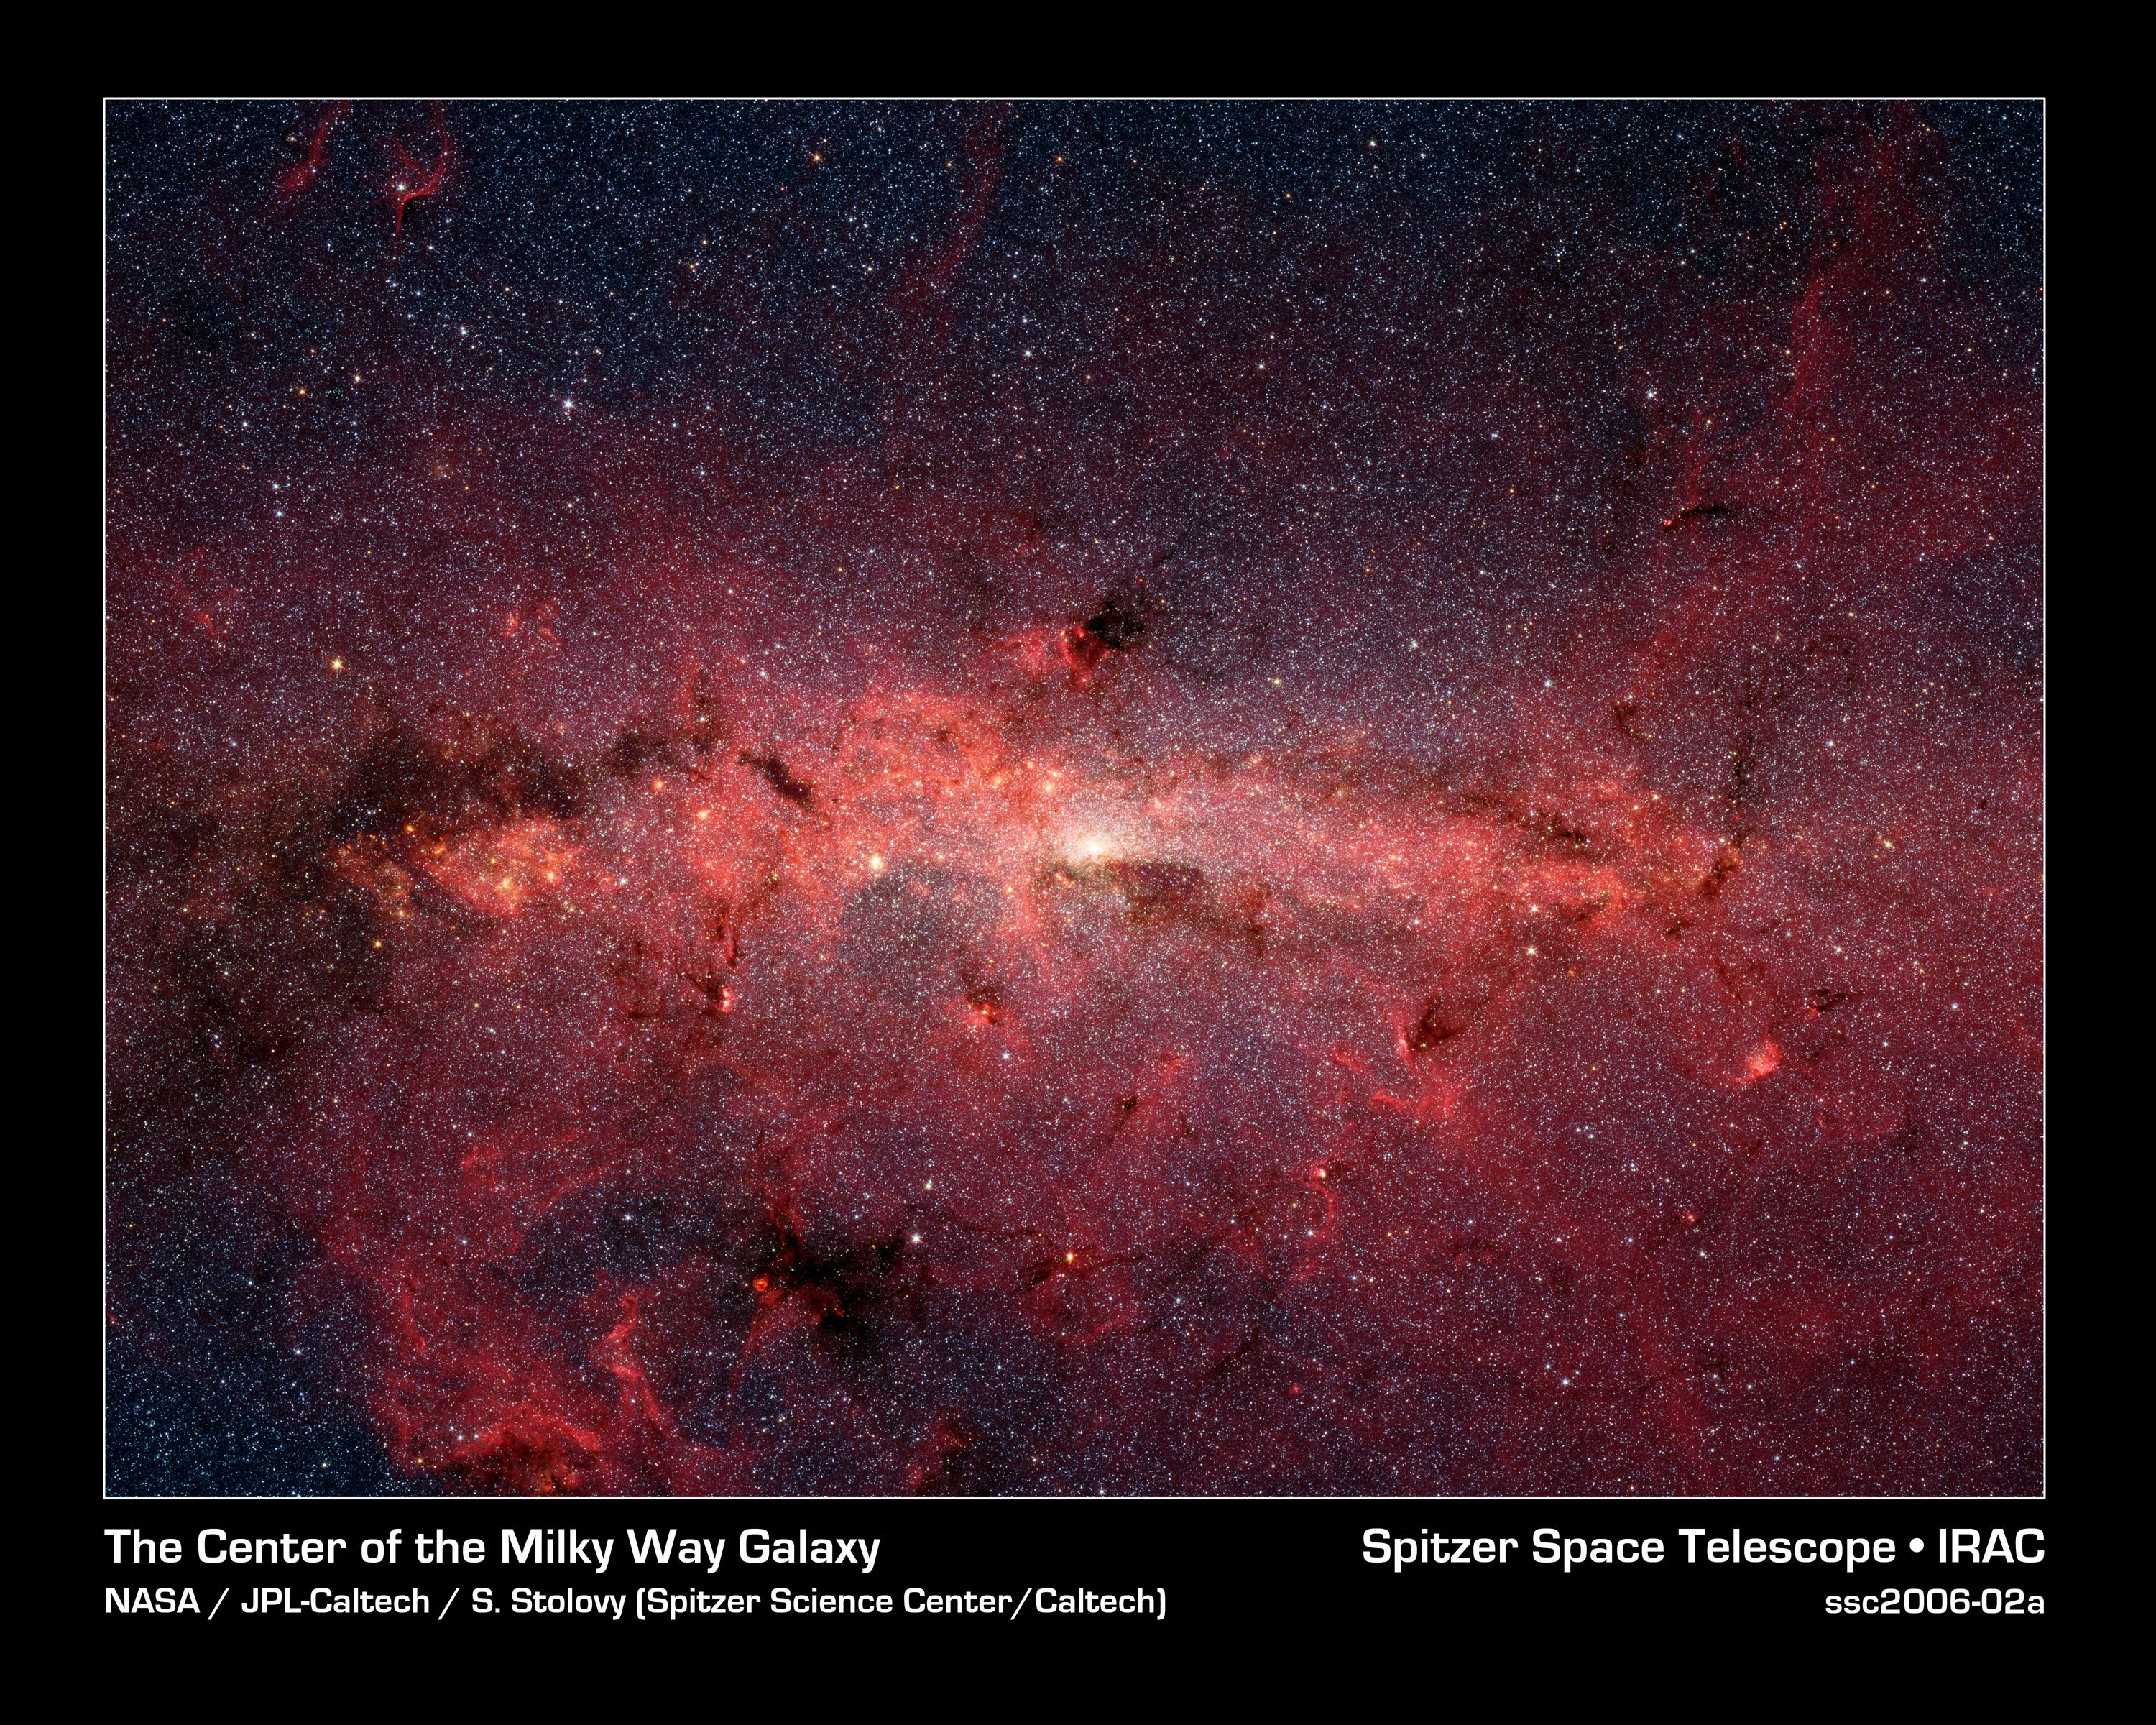 The Center of the Milky Way Galaxy
NASA / JPL-Caltech / S. Stolovy (Spitzer Science Center/Caltech)
Spitzer Space Telescope • IRAC
ssc2006-02a